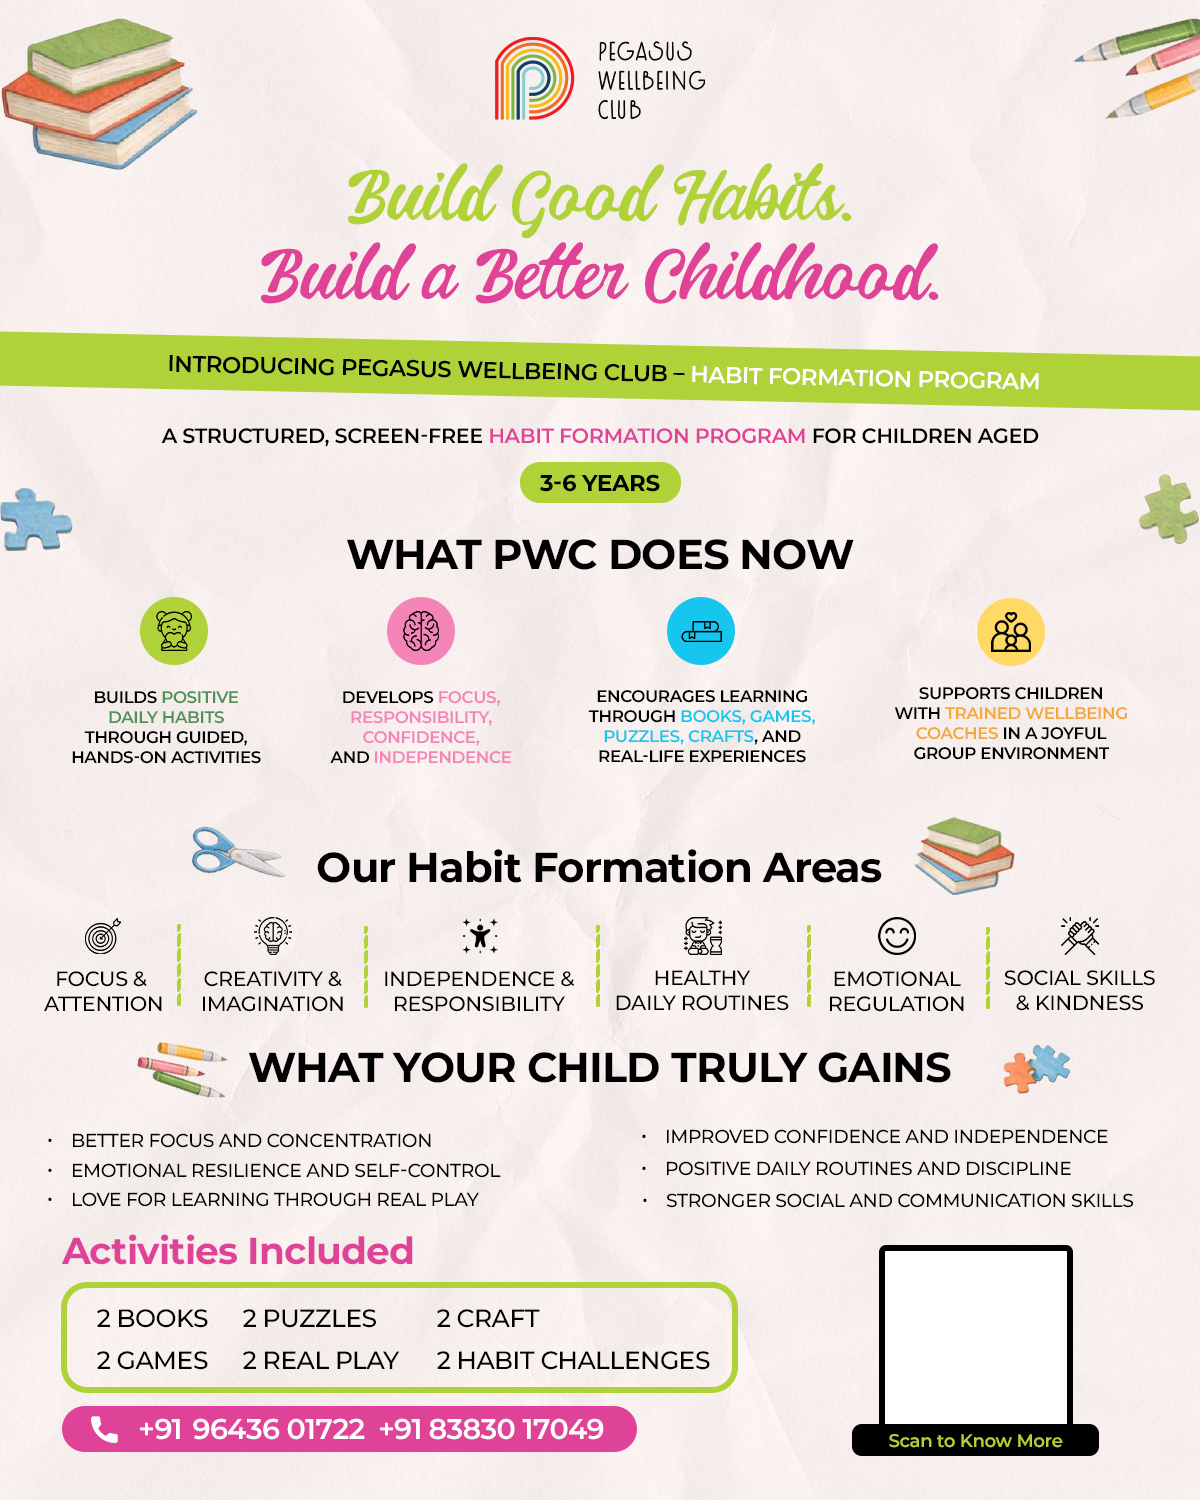 PEGASUS
WELLBEING
CLUB
Build Good Habits.
Build a Better Childhood.
INTRODUCING PEGASUS WELLBEING CLUB – HABIT FORMATION PROGRAM
A STRUCTURED, SCREEN-FREE HABIT FORMATION PROGRAM FOR CHILDREN AGED
3-6 YEARS
WHAT PWC DOES NOW
BUILDS POSITIVE
DAILY HABITS
THROUGH GUIDED,
HANDS-ON ACTIVITIES
DEVELOPS FOCUS,
RESPONSIBILITY,
CONFIDENCE,
AND INDEPENDENCE
ENCOURAGES LEARNING
THROUGH BOOKS, GAMES,
PUZZLES, CRAFTS, AND
REAL-LIFE EXPERIENCES
SUPPORTS CHILDREN
WITH TRAINED WELLBEING
COACHES IN A JOYFUL
GROUP ENVIRONMENT
Our Habit Formation Areas
FOCUS &
ATTENTION
CREATIVITY &
IMAGINATION
INDEPENDENCE &
RESPONSIBILITY
HEALTHY
DAILY ROUTINES
EMOTIONAL
REGULATION
SOCIAL SKILLS
& KINDNESS
WHAT YOUR CHILD TRULY GAINS
• BETTER FOCUS AND CONCENTRATION
• EMOTIONAL RESILIENCE AND SELF-CONTROL
• LOVE FOR LEARNING THROUGH REAL PLAY
• IMPROVED CONFIDENCE AND INDEPENDENCE
• POSITIVE DAILY ROUTINES AND DISCIPLINE
• STRONGER SOCIAL AND COMMUNICATION SKILLS
Activities Included
2 BOOKS 2 PUZZLES 2 CRAFT
2 GAMES 2 REAL PLAY 2 HABIT CHALLENGES
+91 96436 01722 +91 83830 17049
Scan to Know More